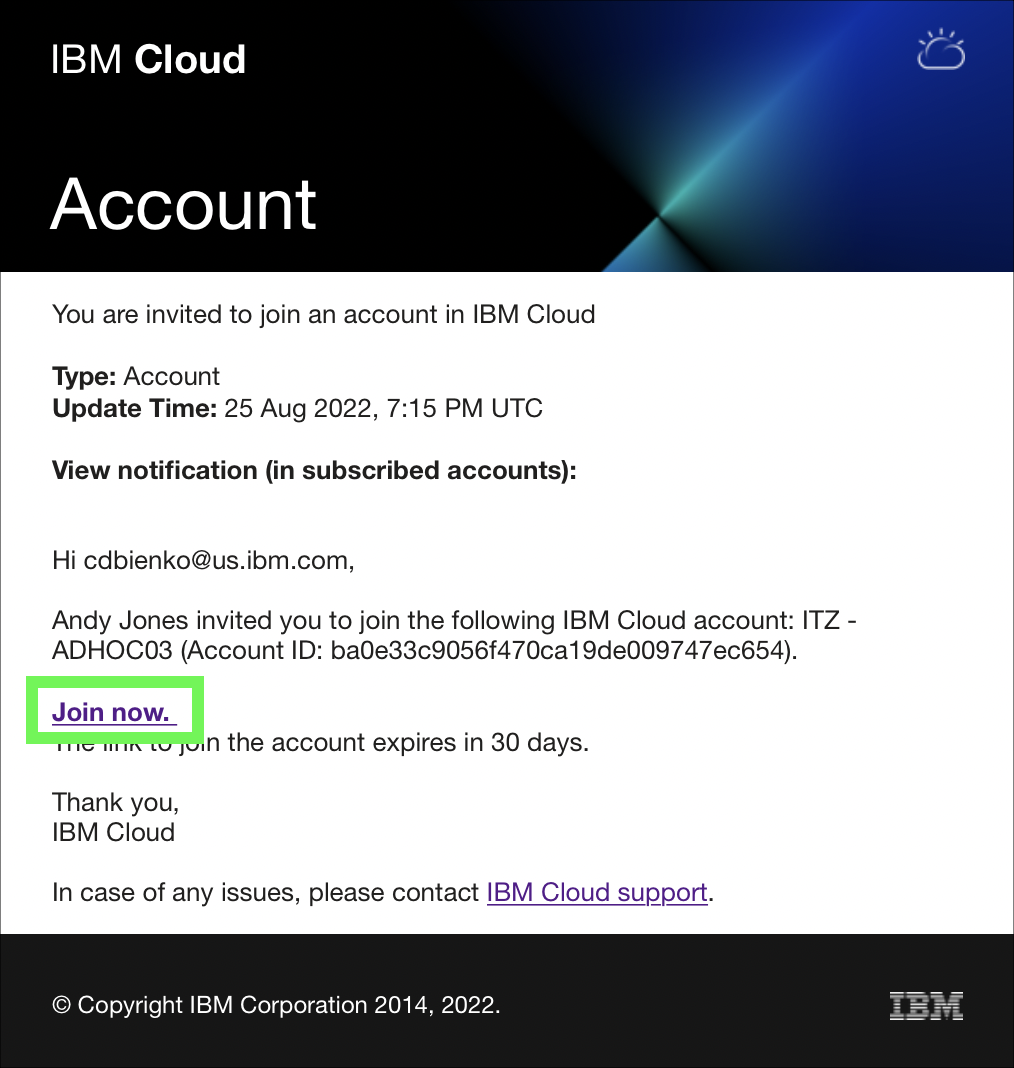 IBM Cloud
Account
You are invited to join an account in IBM Cloud
Type: Account
Update Time: 25 Aug 2022, 7:15 PM UTC
View notification (in subscribed accounts):
Hi cdbienko@us.ibm.com,
Andy Jones invited you to join the following IBM Cloud account: ITZ -
ADHOC03 (Account ID: ba0e33c9056f470ca19de009747ec654).
Join now.
The link to join the account expires in 30 days.
Thank you,
IBM Cloud
In case of any issues, please contact IBM Cloud support.
© Copyright IBM Corporation 2014, 2022.
IBM